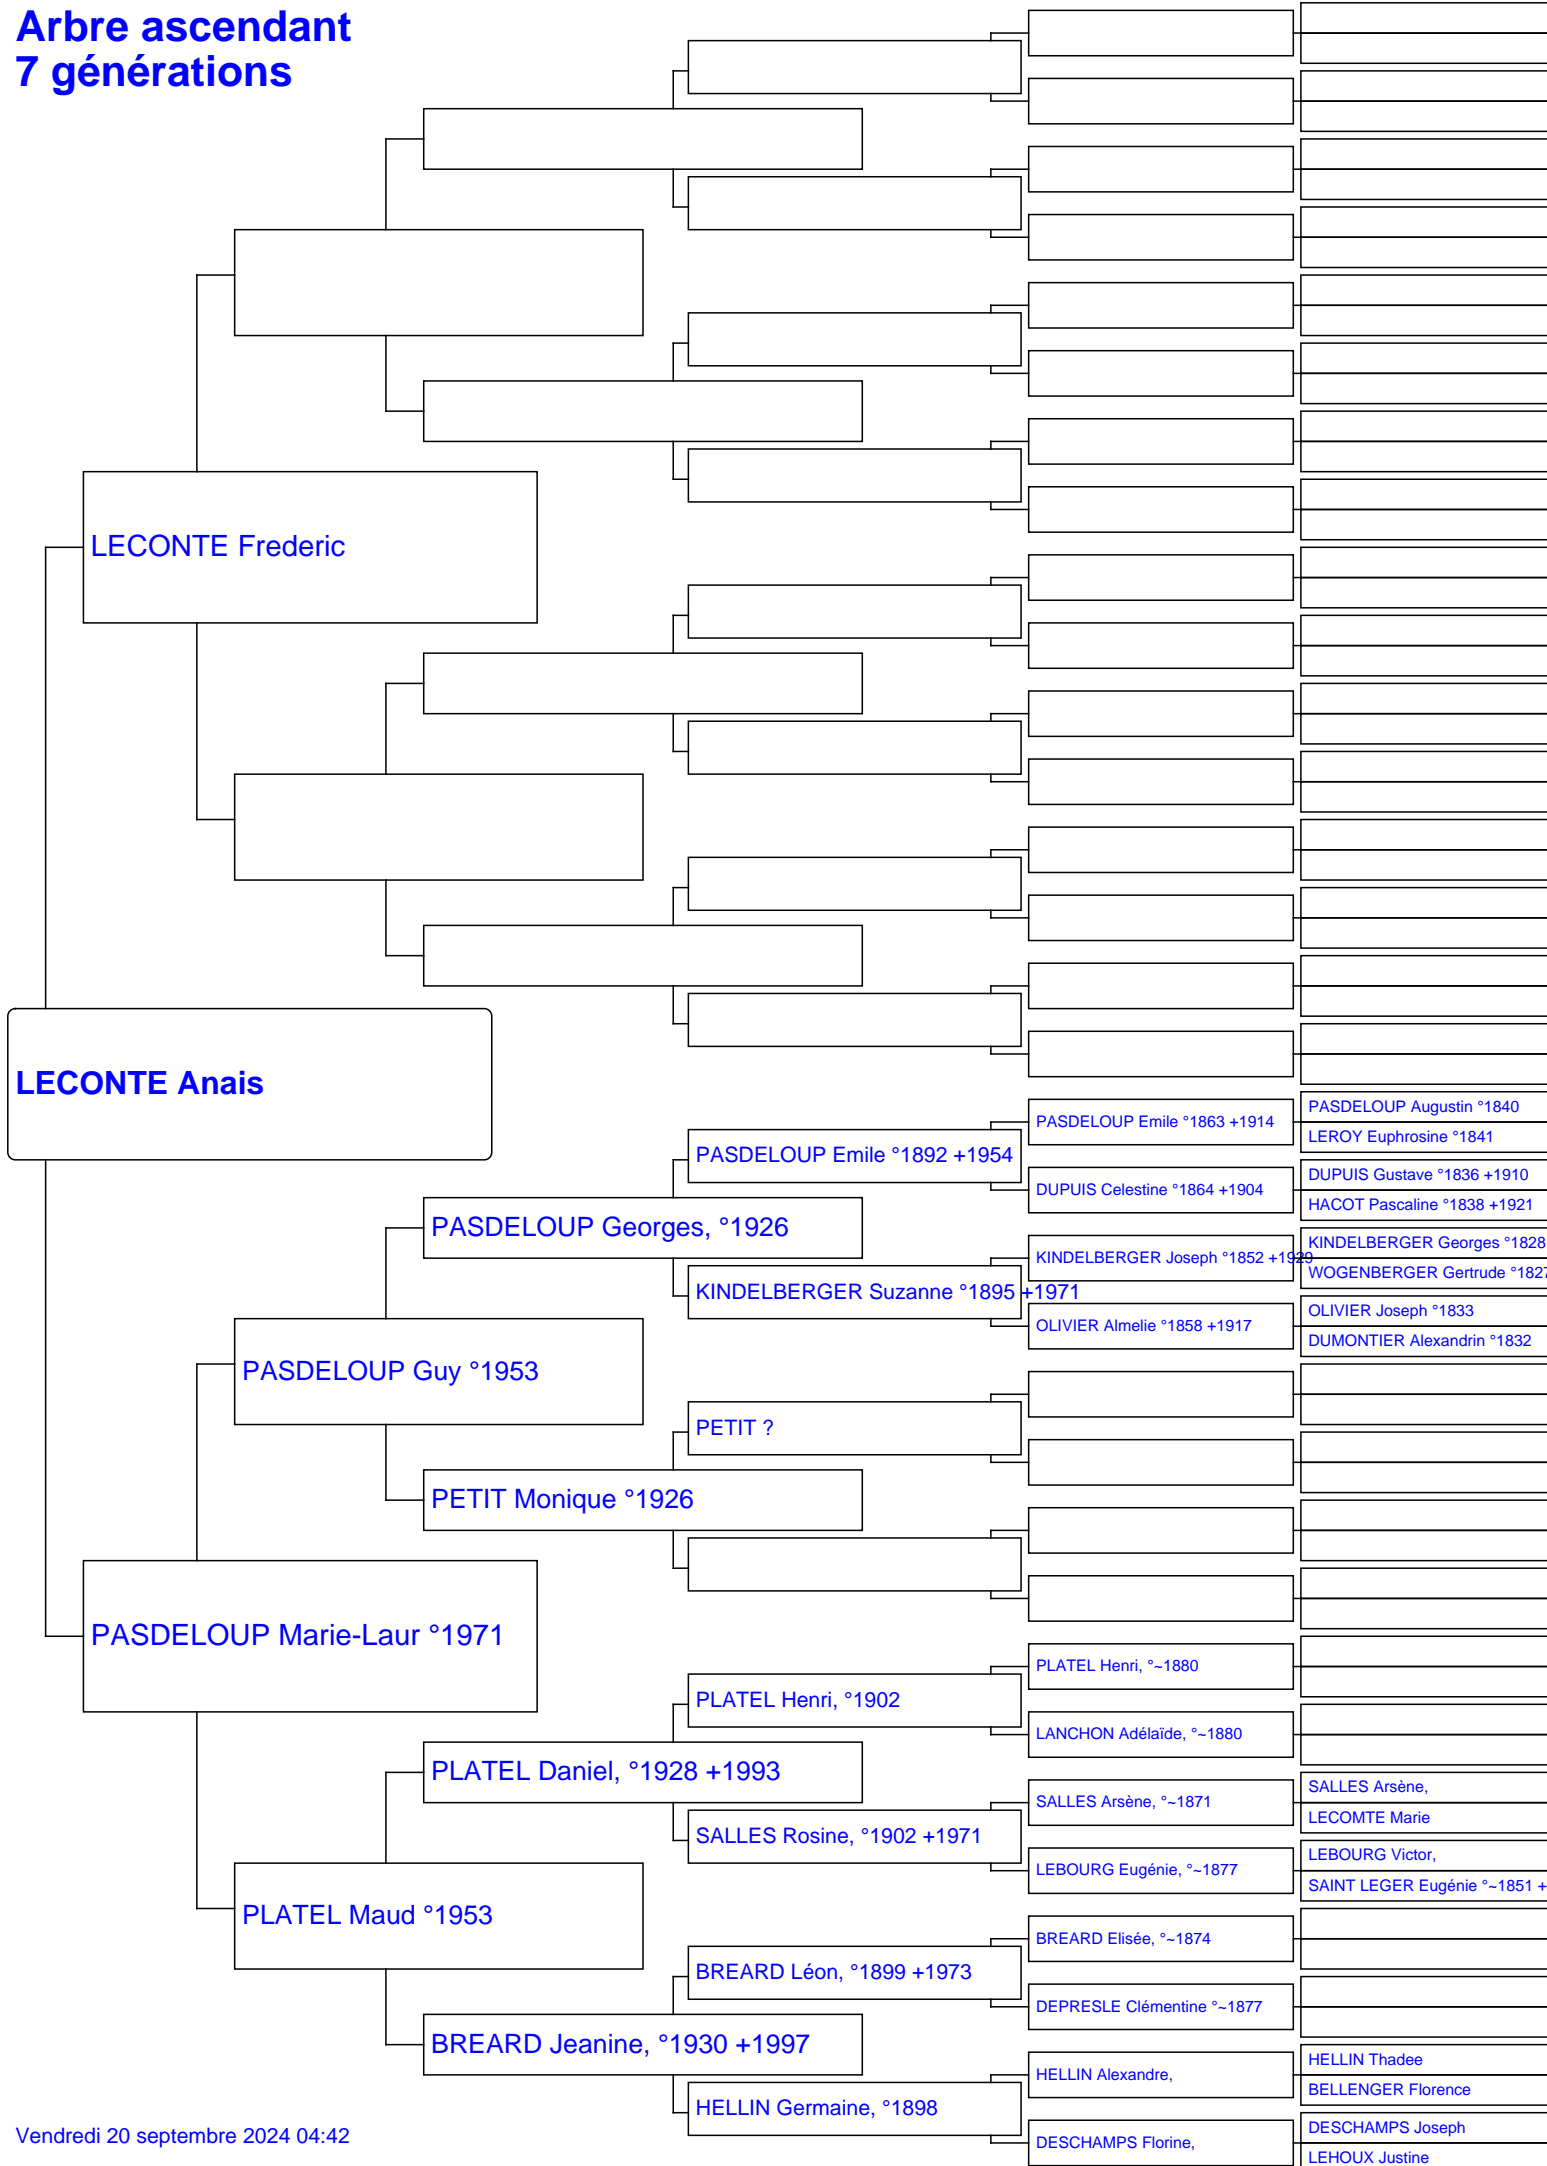 Arbre ascendant
7 générations
LECONTE Frederic
LECONTE Anais
PASDELOUP Augustin °1840
PASDELOUP Emile °1863 +1914
LEROY Euphrosine °1841
PASDELOUP Emile °1892 +1954
DUPUIS Gustave °1836 +1910
DUPUIS Celestine °1864 +1904
HACOT Pascaline °1838 +1921
PASDELOUP Georges, °1926
KINDELBERGER Georges °1828
KINDELBERGER Joseph °1852 +1929
WOGENBERGER Gertrude °1827
KINDELBERGER Suzanne °1895 +1971
OLIVIER Joseph °1833
OLIVIER Almelie °1858 +1917
DUMONTIER Alexandrin °1832
PASDELOUP Guy °1953
PETIT ?
PETIT Monique °1926
PASDELOUP Marie-Laur °1971
PLATEL Henri, °~1880
PLATEL Henri, °1902
LANCHON Adélaïde, °~1880
PLATEL Daniel, °1928 +1993
SALLES Arsène,
SALLES Arsène, °~1871
LECOMTE Marie
SALLES Rosine, °1902 +1971
LEBOURG Victor,
LEBOURG Eugénie, °~1877
SAINT LEGER Eugénie °~1851 +
PLATEL Maud °1953
BREARD Elisée, °~1874
BREARD Léon, °1899 +1973
DEPRESLE Clémentine °~1877
BREARD Jeanine, °1930 +1997
HELLIN Thadee
HELLIN Alexandre,
BELLENGER Florence
HELLIN Germaine, °1898
DESCHAMPS Joseph
DESCHAMPS Florine,
LEHOUX Justine
Vendredi 20 septembre 2024 04:42